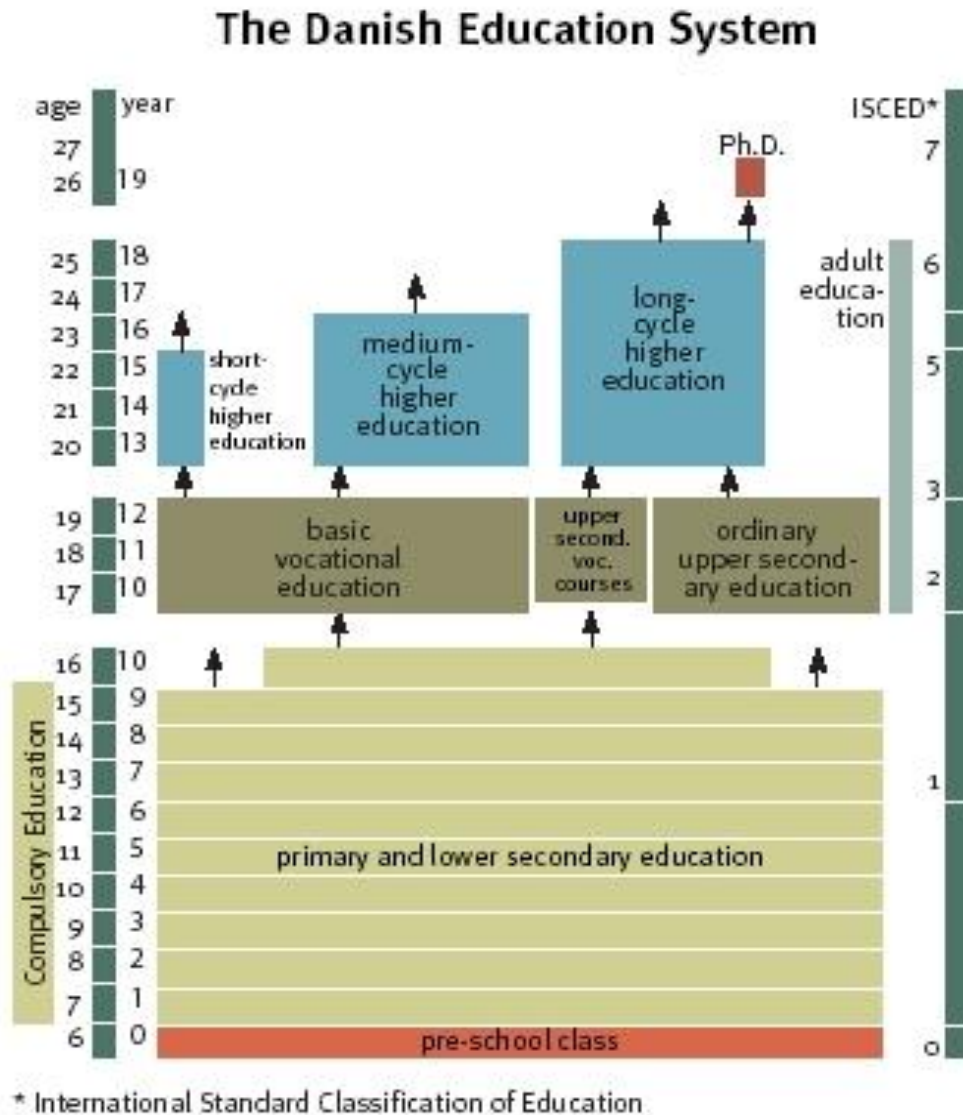 The Danish Education System
age
year
ISCED*
27
26
19
7
Ph.D.
25
24
23
22
21
20
18
17
16
15
14
13
short-
cycle
higher
education
medium-
cycle
higher
education
long-
cycle
higher
education
adult
educa-
tion
6
5
3
19
18
17
12
11
10
basic
vocational
education
upper
second.
voc.
courses
ordinary
upper second-
ary education
2
16
15
14
13
12
11
10
9
8
7
6
10
9
8
7
6
5
4
3
2
1
0
Compulsory Education
primary and lower secondary education
pre-school class
1
0
* International Standard Classification of Education